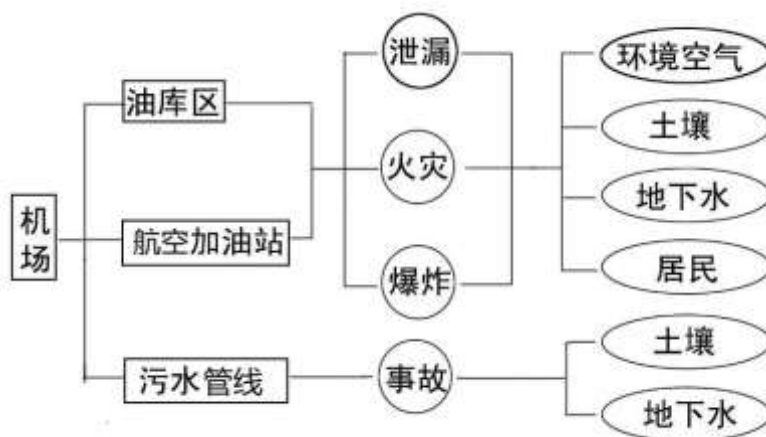 机场
油库区
航空加油站
污水管线
泄漏
火灾
爆炸
事故
环境空气
土壤
地下水
居民
土壤
地下水